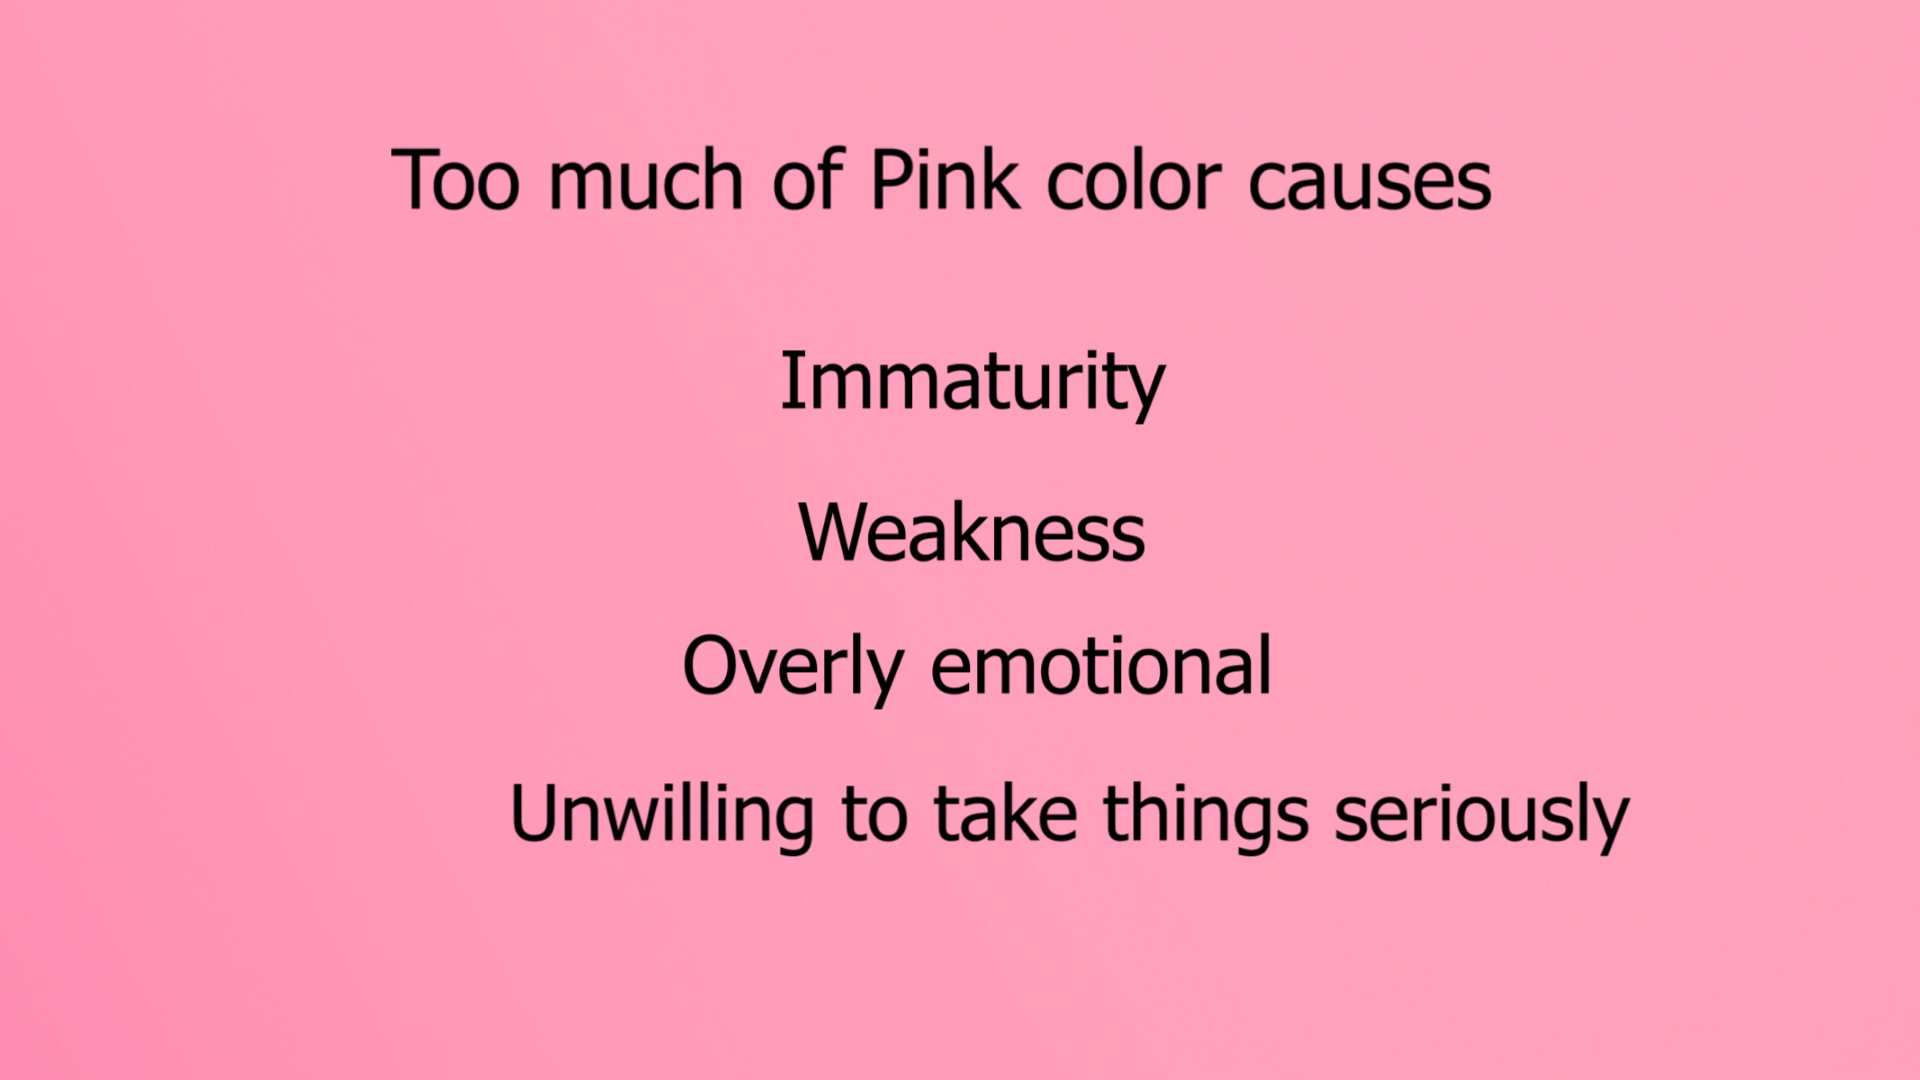 Too much of Pink color causes
Immaturity
Weakness
Overly emotional
Unwilling to take things seriously